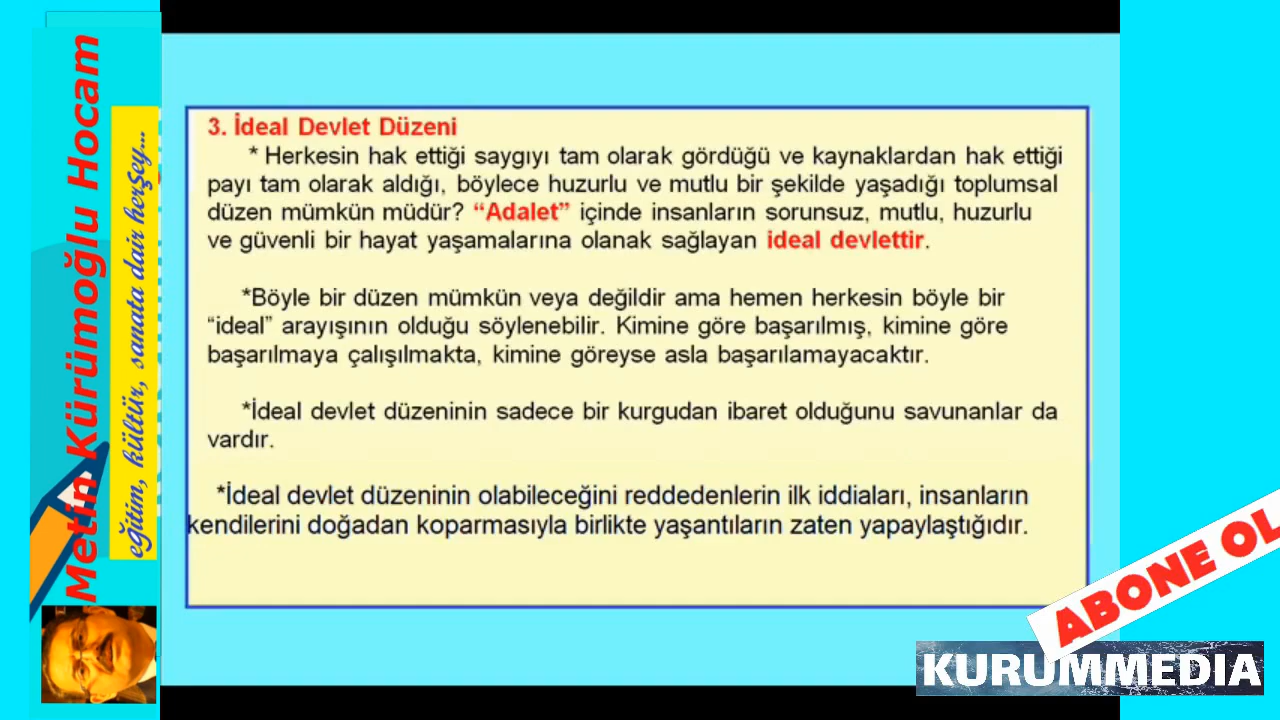 Metin Kürümoğlu Hocam
eğitim, kültür, sanata dair herşey...
3. İdeal Devlet Düzeni
* Herkesin hak ettiği saygıyı tam olarak gördüğü ve kaynaklardan hak ettiği
payı tam olarak aldığı, böylece huzurlu ve mutlu bir şekilde yaşadığı toplumsal
düzen mümkün müdür? “Adalet” içinde insanların sorunsuz, mutlu, huzurlu
ve güvenli bir hayat yaşamalarına olanak sağlayan ideal devlettir.
*Böyle bir düzen mümkün veya değildir ama hemen herkesin böyle bir
“ideal” arayışının olduğu söylenebilir. Kimine göre başarılmış, kimine göre
başarılmaya çalışılmakta, kimine göreyse asla başarılamayacaktır.
*İdeal devlet düzeninin sadece bir kurgudan ibaret olduğunu savunanlar da
vardır.
*İdeal devlet düzeninin olabileceğini reddedenlerin ilk iddiaları, insanların
kendilerini doğadan koparmasıyla birlikte yaşantıların zaten yapaylaştığıdır.
ABONE OL
KURUMMEDIA